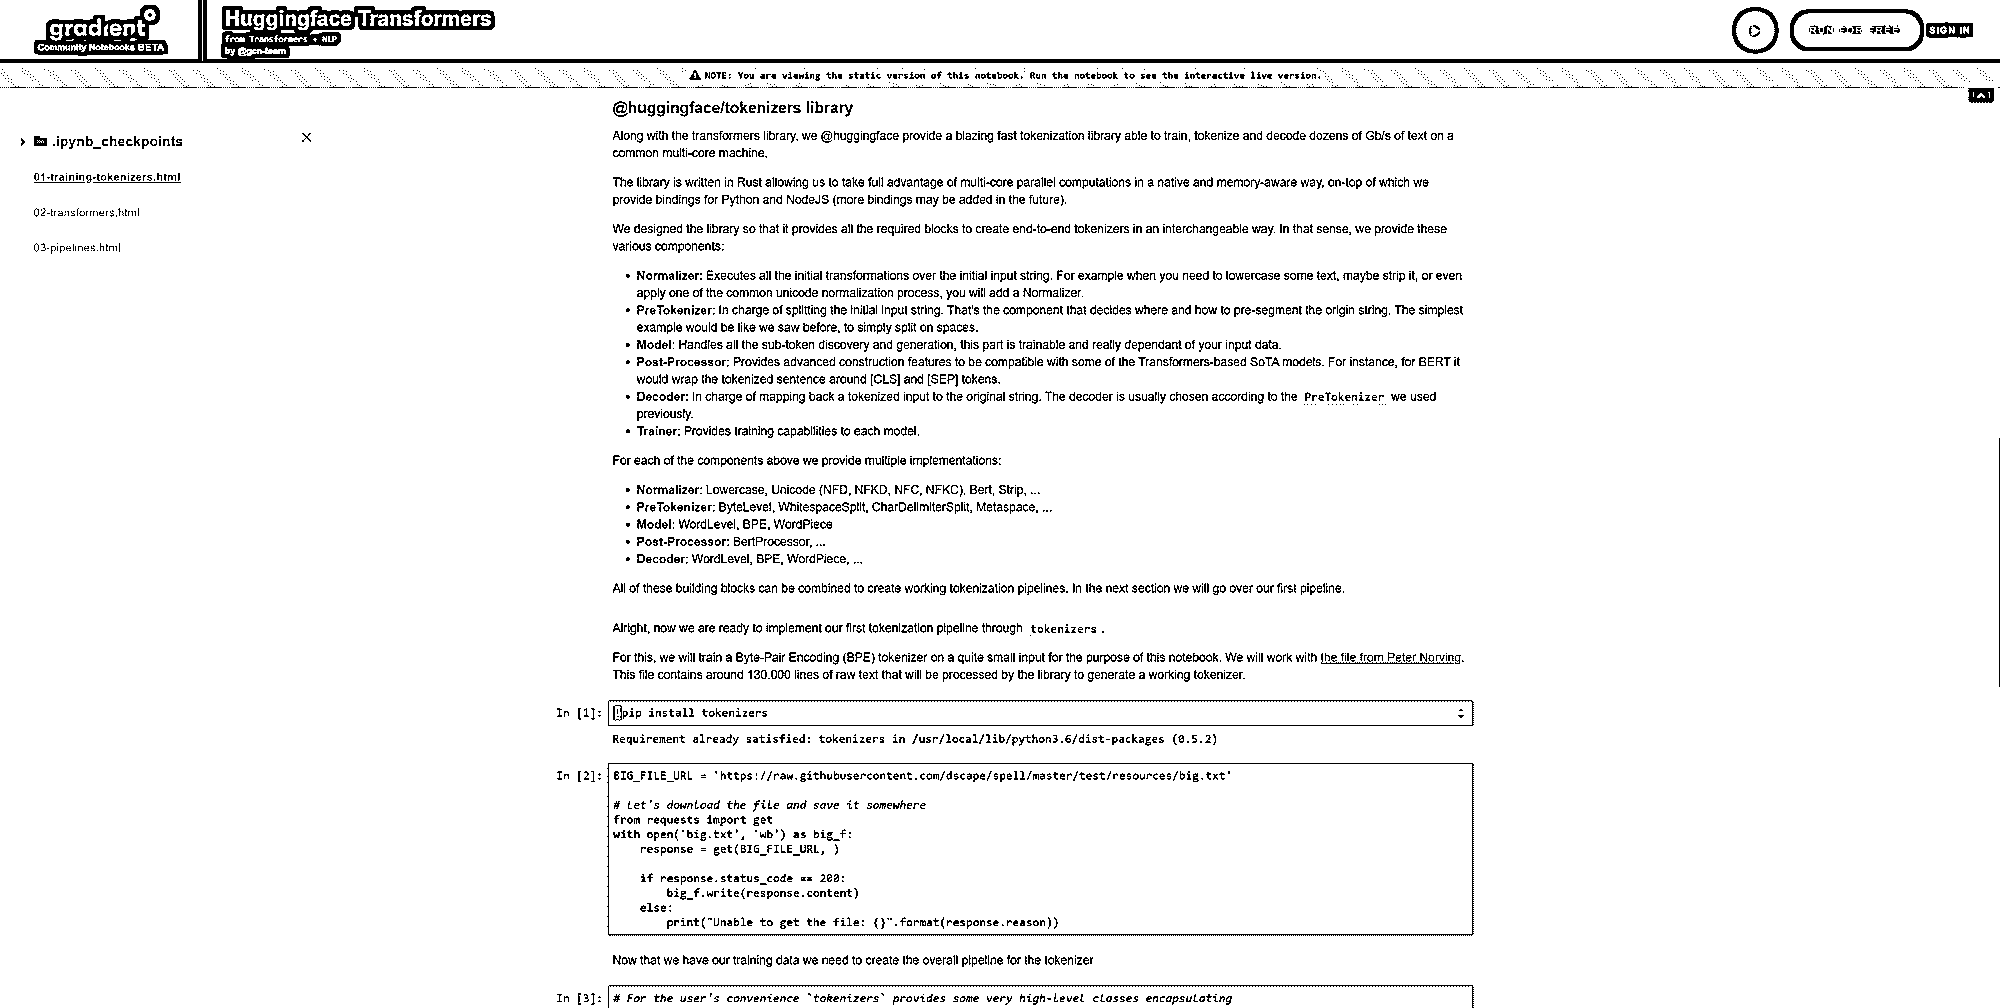 gradient
Community Notebooks BETA
Huggingface Transformers
from Transformers + NLP
by @gcn-team
RUN FOR FREE
SIGN IN
NOTE: You are viewing the static version of this notebook. Run the notebook to see the interactive live version.
.ipynb_checkpoints
01-training-tokenizers.html
02-transformers.html
03-pipelines.html
@huggingface/tokenizers library
Along with the transformers library, we @huggingface provide a blazing fast tokenization library able to train, tokenize and decode dozens of Gb/s of text on a
common multi-core machine.
The library is written in Rust allowing us to take full advantage of multi-core parallel computations in a native and memory-aware way, on-top of which we
provide bindings for Python and NodeJS (more bindings may be added in the future).
We designed the library so that it provides all the required blocks to create end-to-end tokenizers in an interchangeable way. In that sense, we provide these
various components:
• Normalizer: Executes all the initial transformations over the initial input string. For example when you need to lowercase some text, maybe strip it, or even
apply one of the common unicode normalization process, you will add a Normalizer.
• PreTokenizer: In charge of splitting the initial input string. That's the component that decides where and how to pre-segment the origin string. The simplest
example would be like we saw before, to simply split on spaces.
• Model: Handles all the sub-token discovery and generation, this part is trainable and really dependant of your input data.
• Post-Processor: Provides advanced construction features to be compatible with some of the Transformers-based SoTA models. For instance, for BERT it
would wrap the tokenized sentence around [CLS] and [SEP] tokens.
• Decoder: In charge of mapping back a tokenized input to the original string. The decoder is usually chosen according to the PreTokenizer we used
previously.
• Trainer: Provides training capabilities to each model.
For each of the components above we provide multiple implementations:
• Normalizer: Lowercase, Unicode (NFD, NFKD, NFC, NFKC), Bert, Strip, ...
• PreTokenizer: ByteLevel, WhitespaceSplit, CharDelimiterSplit, Metaspace, ...
• Model: WordLevel, BPE, WordPiece
• Post-Processor: BertProcessor, ...
• Decoder: WordLevel, BPE, WordPiece, ...
All of these building blocks can be combined to create working tokenization pipelines. In the next section we will go over our first pipeline.
Alright, now we are ready to implement our first tokenization pipeline through tokenizers .
For this, we will train a Byte-Pair Encoding (BPE) tokenizer on a quite small input for the purpose of this notebook. We will work with the file from Peter Norving.
This file contains around 130.000 lines of raw text that will be processed by the library to generate a working tokenizer.
In [1]: !pip install tokenizers
Requirement already satisfied: tokenizers in /usr/local/lib/python3.6/dist-packages (0.5.2)
In [2]: BIG_FILE_URL = 'https://raw.githubusercontent.com/dscape/spell/master/test/resources/big.txt'
# Let's download the file and save it somewhere
from requests import get
with open('big.txt', 'wb') as big_f:
    response = get(BIG_FILE_URL, )
    if response.status_code == 200:
        big_f.write(response.content)
    else:
        print("Unable to get the file: {}".format(response.reason))
Now that we have our training data we need to create the overall pipeline for the tokenizer
In [3]: # For the user's convenience `tokenizers` provides some very high-level classes encapsulating